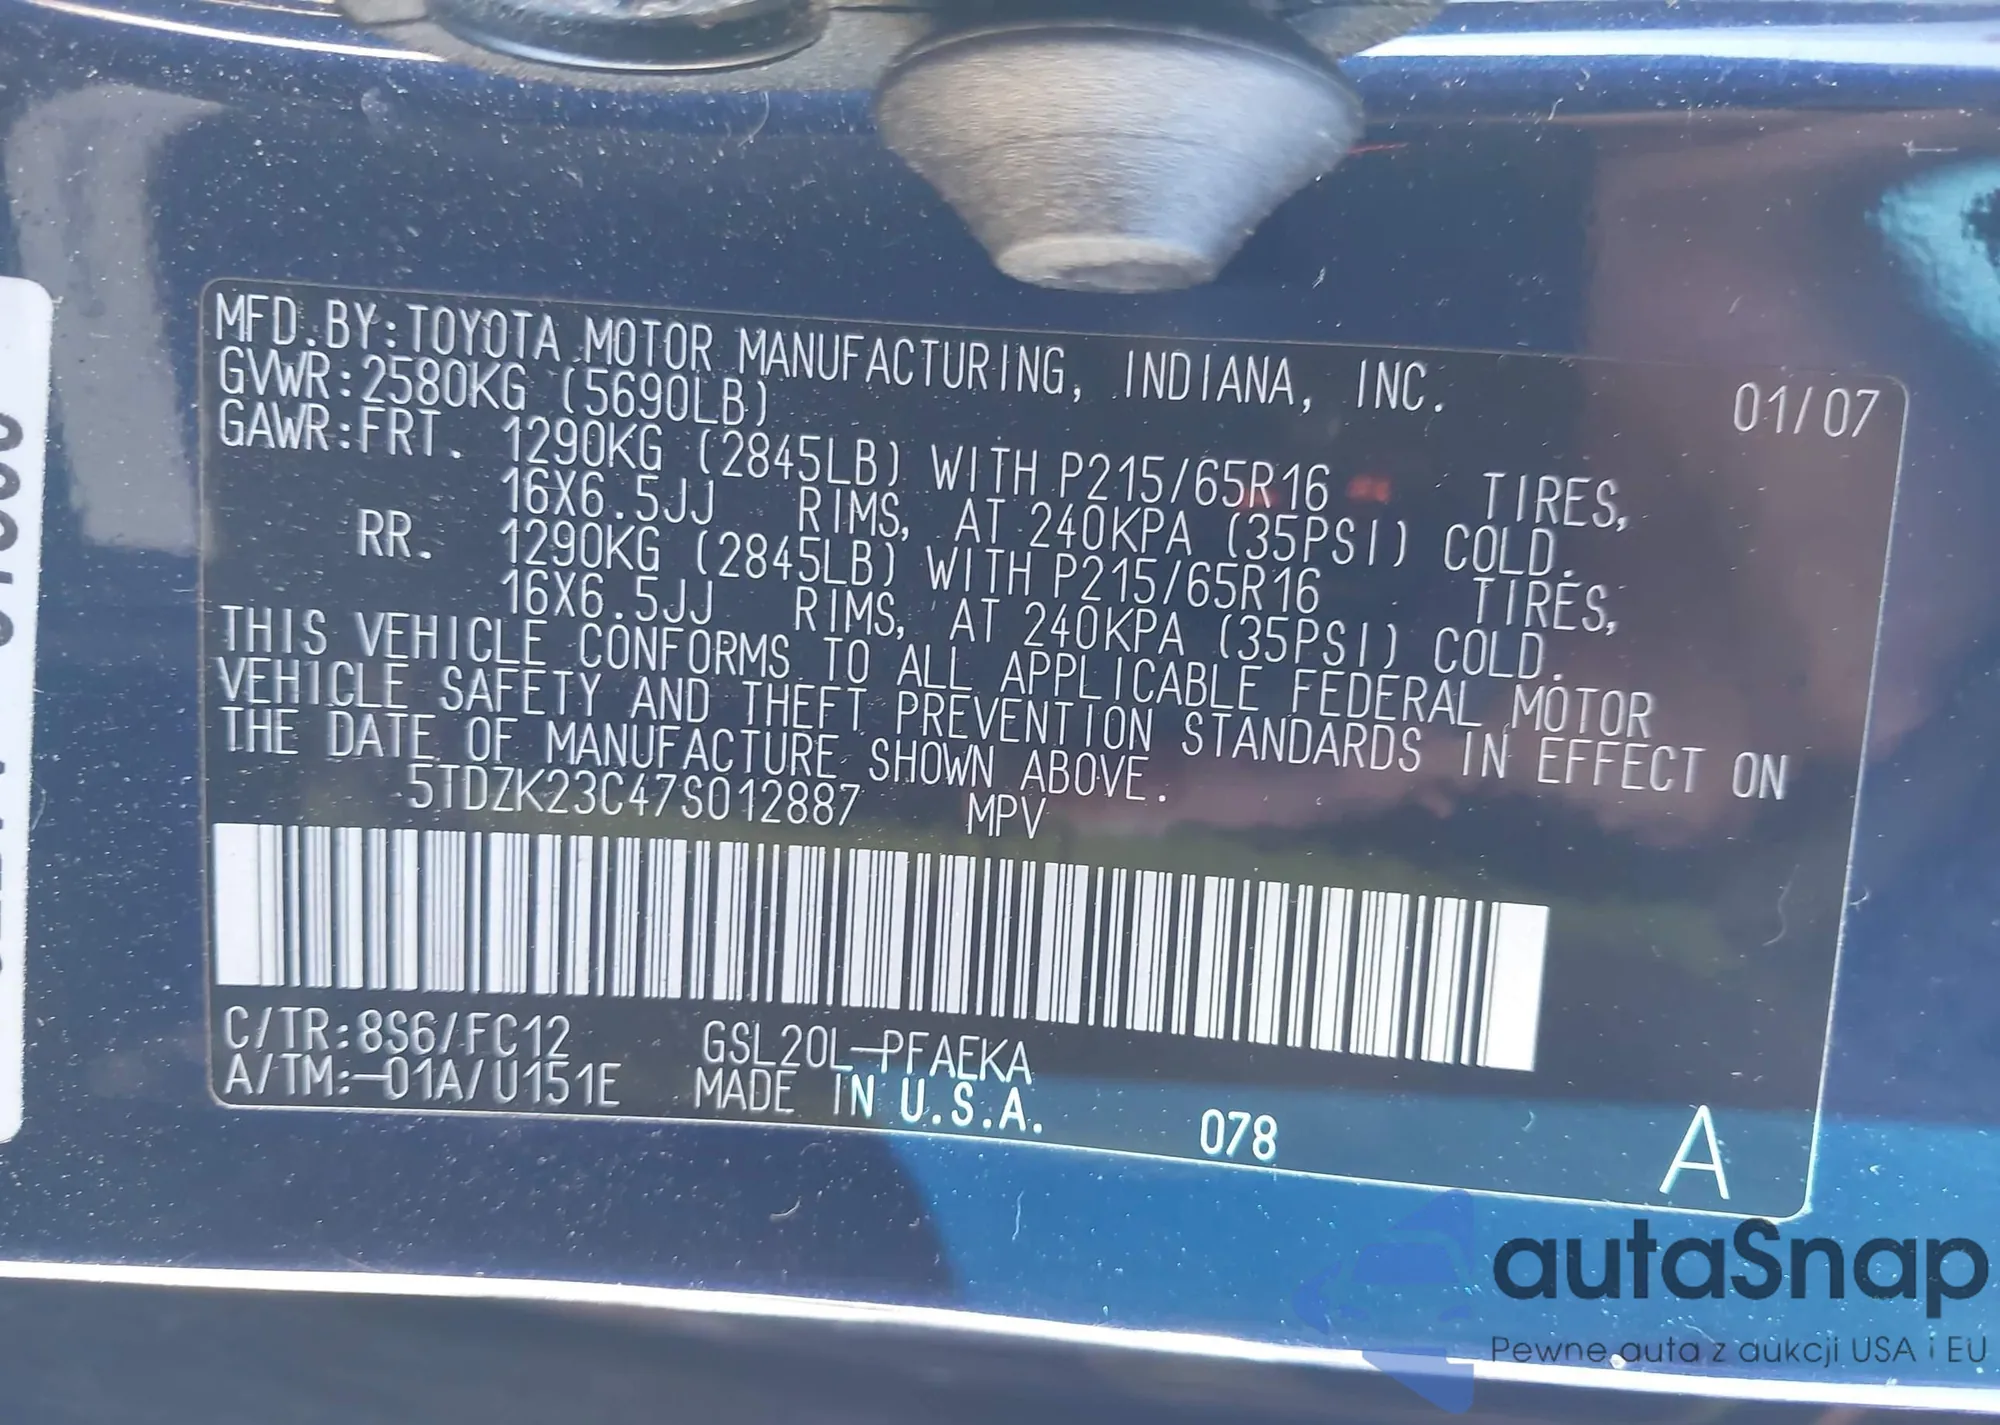 MFD.BY:TOYOTA MOTOR MANUFACTURING, INDIANA, INC. 01/07
GVWR:2580KG (5690LB)
GAWR:FRT. 1290KG (2845LB) WITH P215/65R16 TIRES,
16X6.5JJ RIMS, AT 240KPA (35PSI) COLD.
RR. 1290KG (2845LB) WITH P215/65R16 TIRES,
16X6.5JJ RIMS, AT 240KPA (35PSI) COLD.
THIS VEHICLE CONFORMS TO ALL APPLICABLE FEDERAL MOTOR
VEHICLE SAFETY AND THEFT PREVENTION STANDARDS IN EFFECT ON
THE DATE OF MANUFACTURE SHOWN ABOVE.
5TDZK23C47S012887 MPV
C/TR:8S6/FC12 GSL20L-PFAEKA
A/TM:-01A/U151E MADE IN U.S.A. 078 A
autaSnap
Pewne auta z aukcji USA i EU